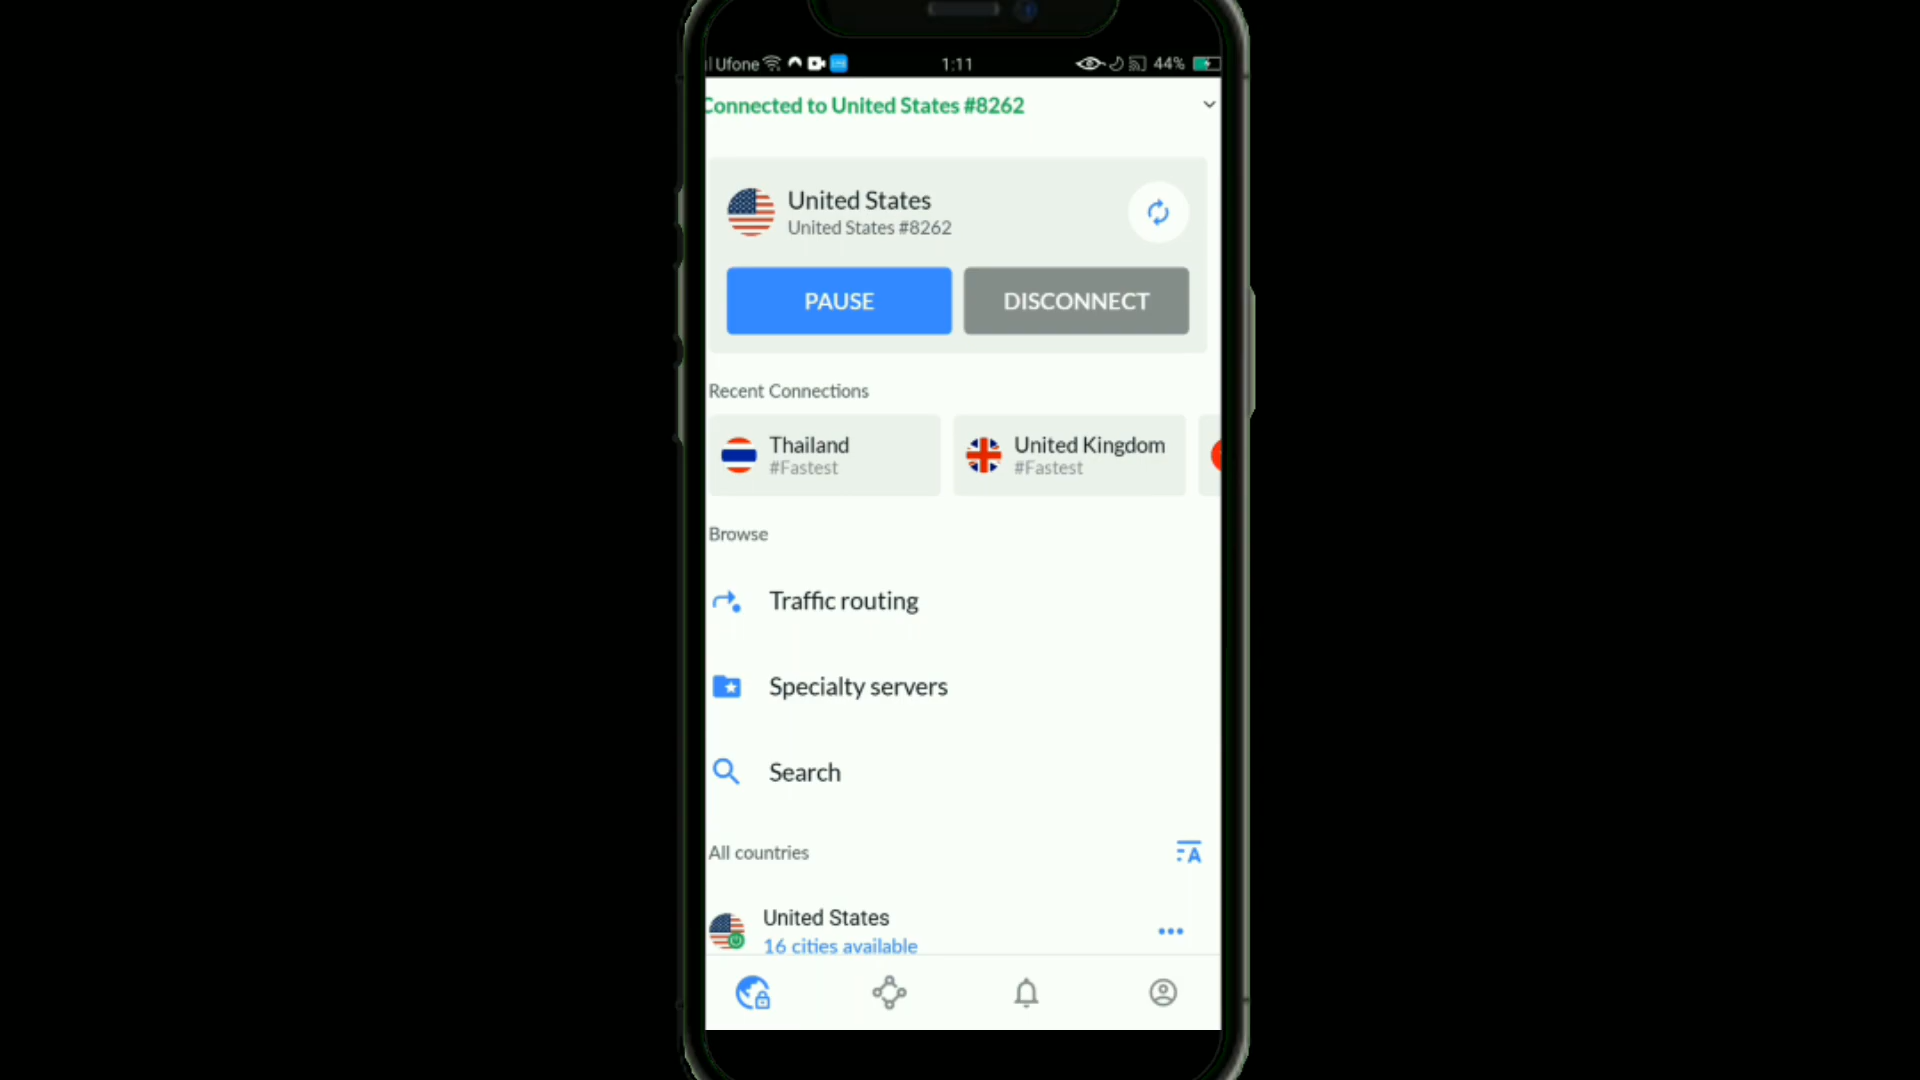 Ufone 1:11 44%
Connected to United States #8262
United States
United States #8262
PAUSE DISCONNECT
Recent Connections
Thailand United Kingdom
#Fastest #Fastest
Browse
Traffic routing
Specialty servers
Search
All countries
A
United States
16 cities available